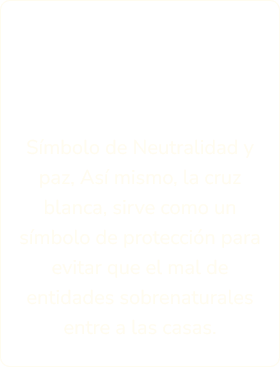 Símbolo de Neutralidad y
paz. Así mismo, la cruz
blanca, sirve como un
símbolo de protección para
evitar que el mal de
entidades sobrenaturales
entre a las casas.